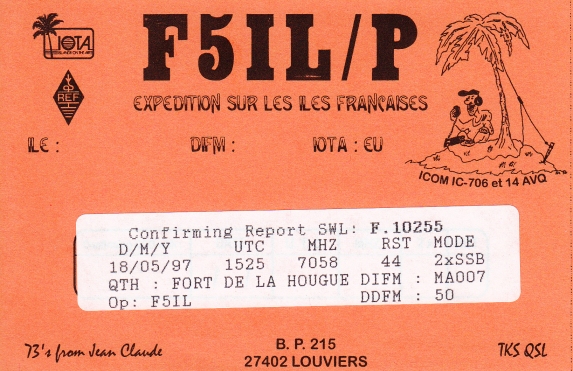 IOTA
F5IL/P
REF
EXPEDITION SUR LES ILES FRANCAISES
ILE : DIFM : IOTA : EU
ICOM IC-706 et 14 AVQ
Confirming Report SWL: F.10255
D/M/Y UTC MHZ RST MODE
18/05/97 1525 7058 44 2xSSB
QTH : FORT DE LA HOUGUE DIFM : MA007
Op: F5IL DDFM : 50
73's from Jean Claude
B. P. 215
27402 LOUVIERS
TKS QSL